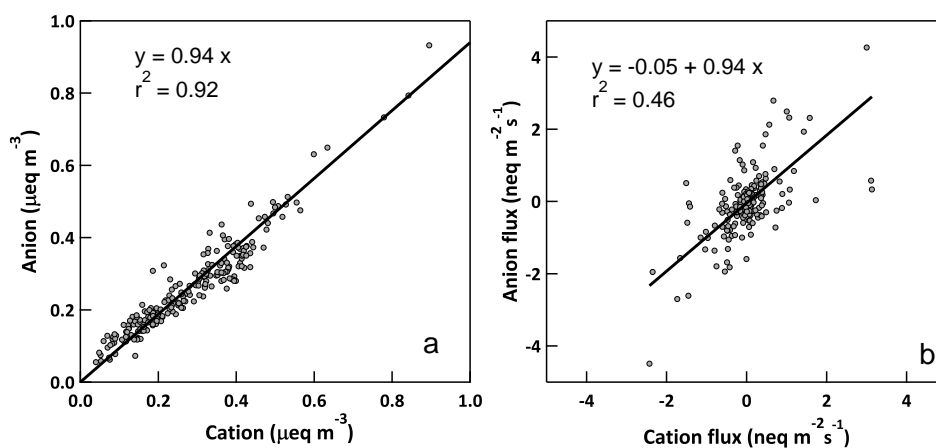 1.0
0.8
0.6
0.4
0.2
0.0
Anion (µeq m⁻³)
y = 0.94 x
r² = 0.92
a
0.0 0.2 0.4 0.6 0.8 1.0
Cation (µeq m⁻³)
4
2
0
-2
-4
Anion flux (neq m⁻² s⁻¹)
y = -0.05 + 0.94 x
r² = 0.46
b
-4 -2 0 2 4
Cation flux (neq m⁻² s⁻¹)